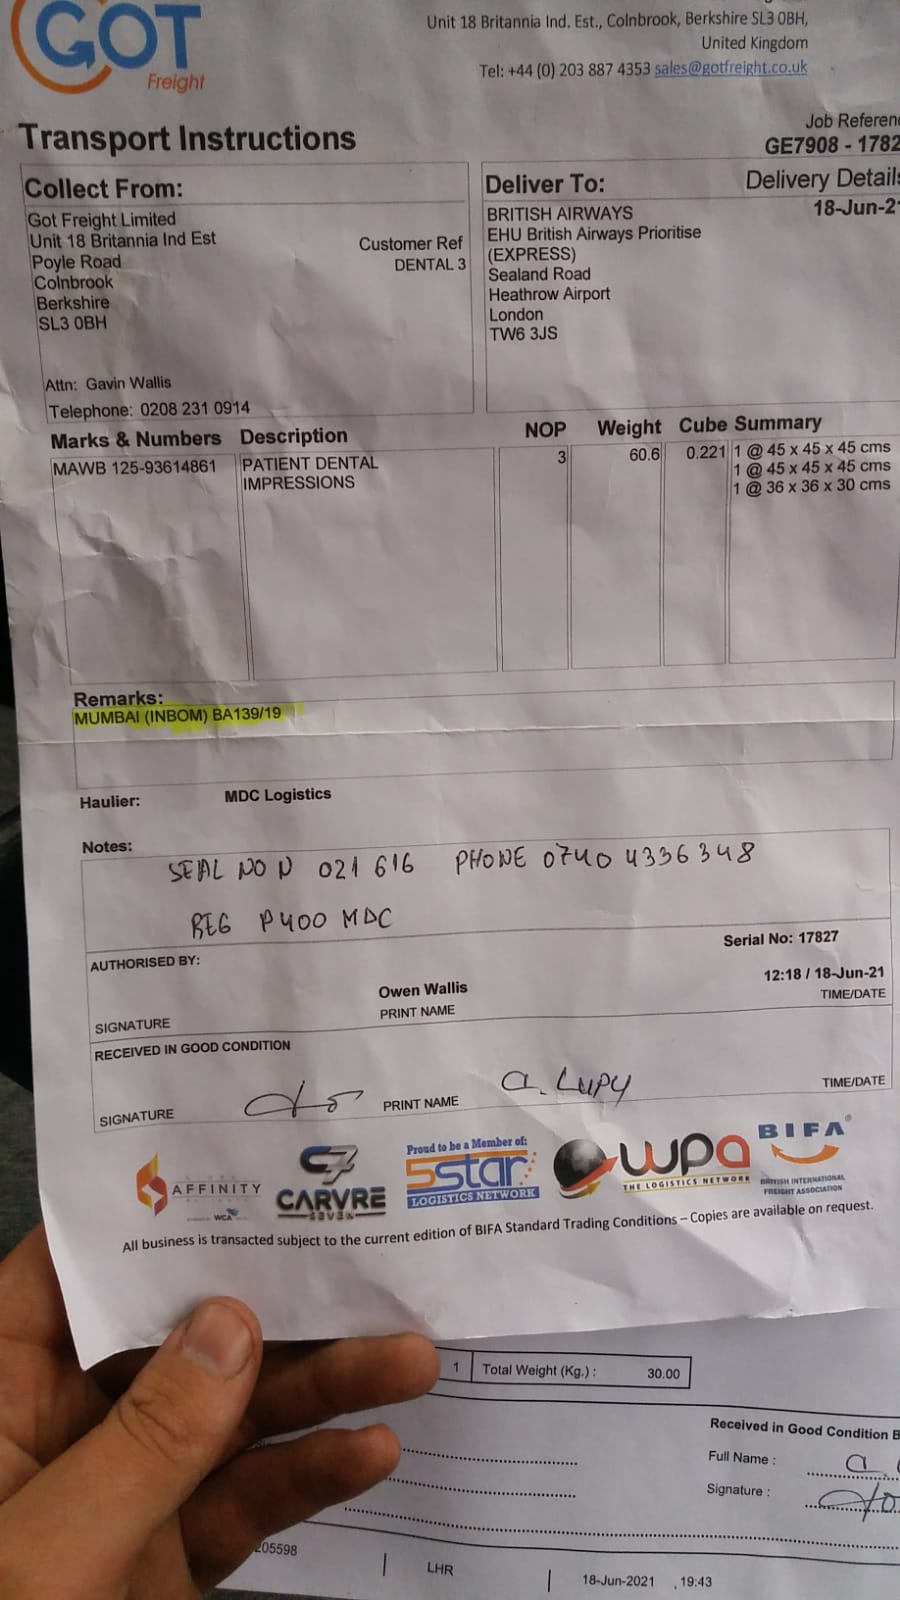 GOT
Freight
Unit 18 Britannia Ind. Est., Colnbrook, Berkshire SL3 0BH,
United Kingdom
Tel: +44 (0) 203 887 4353 sales@gotfreight.co.uk
Transport Instructions
Job Referenc
GE7908 - 1782
Collect From:
Got Freight Limited
Unit 18 Britannia Ind Est
Poyle Road
Colnbrook
Berkshire
SL3 0BH
Customer Ref
DENTAL 3
Attn: Gavin Wallis
Telephone: 0208 231 0914
Deliver To:
Delivery Details
18-Jun-21
BRITISH AIRWAYS
EHU British Airways Prioritise
(EXPRESS)
Sealand Road
Heathrow Airport
London
TW6 3JS
Marks & Numbers Description NOP Weight Cube Summary
MAWB 125-93614861 PATIENT DENTAL 3 60.6 0.221 1 @ 45 x 45 x 45 cms
IMPRESSIONS 1 @ 45 x 45 x 45 cms
1 @ 36 x 36 x 30 cms
Remarks:
MUMBAI (INBOM) BA139/19
Haulier: MDC Logistics
Notes:
SEAL NO N 021 616 PHONE 0740 4336348
REG P400 MDC
Serial No: 17827
AUTHORISED BY:
Owen Wallis 12:18 / 18-Jun-21
SIGNATURE PRINT NAME TIME/DATE
RECEIVED IN GOOD CONDITION
a. LUPY
SIGNATURE PRINT NAME TIME/DATE
AFFINITY
WCA
C7
CARVRE
SEVEN
Proud to be a Member of:
5star
LOGISTICS NETWORK
wpa
THE LOGISTICS NETWORK
BIFA
BRITISH INTERNATIONAL
FREIGHT ASSOCIATION
All business is transacted subject to the current edition of BIFA Standard Trading Conditions – Copies are available on request.
1 Total Weight (Kg.) : 30.00
Received in Good Condition B
Full Name : a.
Signature :
205598 LHR 18-Jun-2021 , 19:43